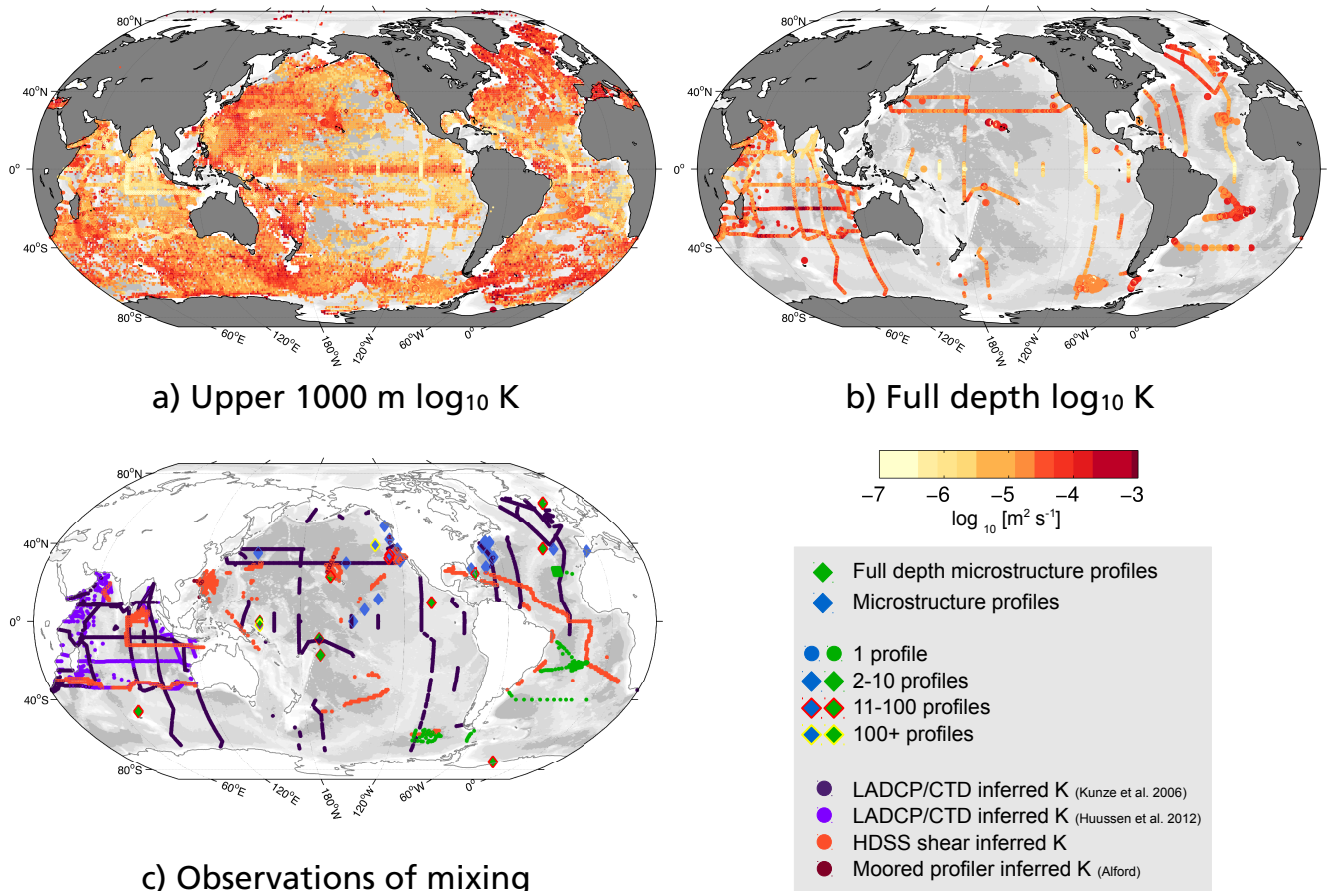 80°N
40°N
0°
40°S
80°S
60°E
120°E
180°W
120°W
60°W
0°
a) Upper 1000 m log₁₀ K
80°N
40°N
0°
40°S
80°S
60°E
120°E
180°W
120°W
60°W
0°
b) Full depth log₁₀ K
80°N
40°N
0°
40°S
80°S
60°E
120°E
180°W
120°W
60°W
0°
c) Observations of mixing
−7 −6 −5 −4 −3
log ₁₀ [m² s⁻¹]
Full depth microstructure profiles
Microstructure profiles
1 profile
2-10 profiles
11-100 profiles
100+ profiles
LADCP/CTD inferred K (Kunze et al. 2006)
LADCP/CTD inferred K (Huussen et al. 2012)
HDSS shear inferred K
Moored profiler inferred K (Alford)